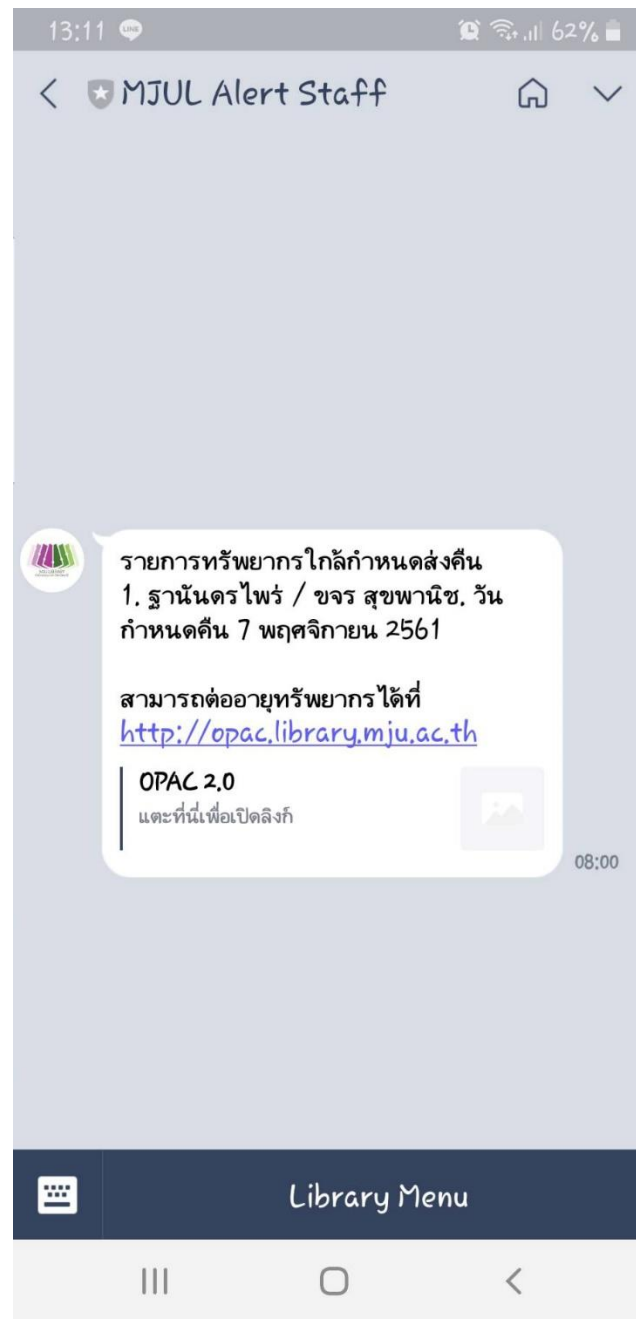 13:11 LINE 62%
MJUL Alert Staff
รายการทรัพยากรใกล้กำหนดส่งคืน
1. ฐานันดรไพร่ / ขจร สุขพานิช. วัน
กำหนดคืน 7 พฤศจิกายน 2561
สามารถต่ออายุทรัพยากรได้ที่
http://opac.library.mju.ac.th
OPAC 2.0
แตะที่นี่เพื่อเปิดลิงก์
08:00
Library Menu